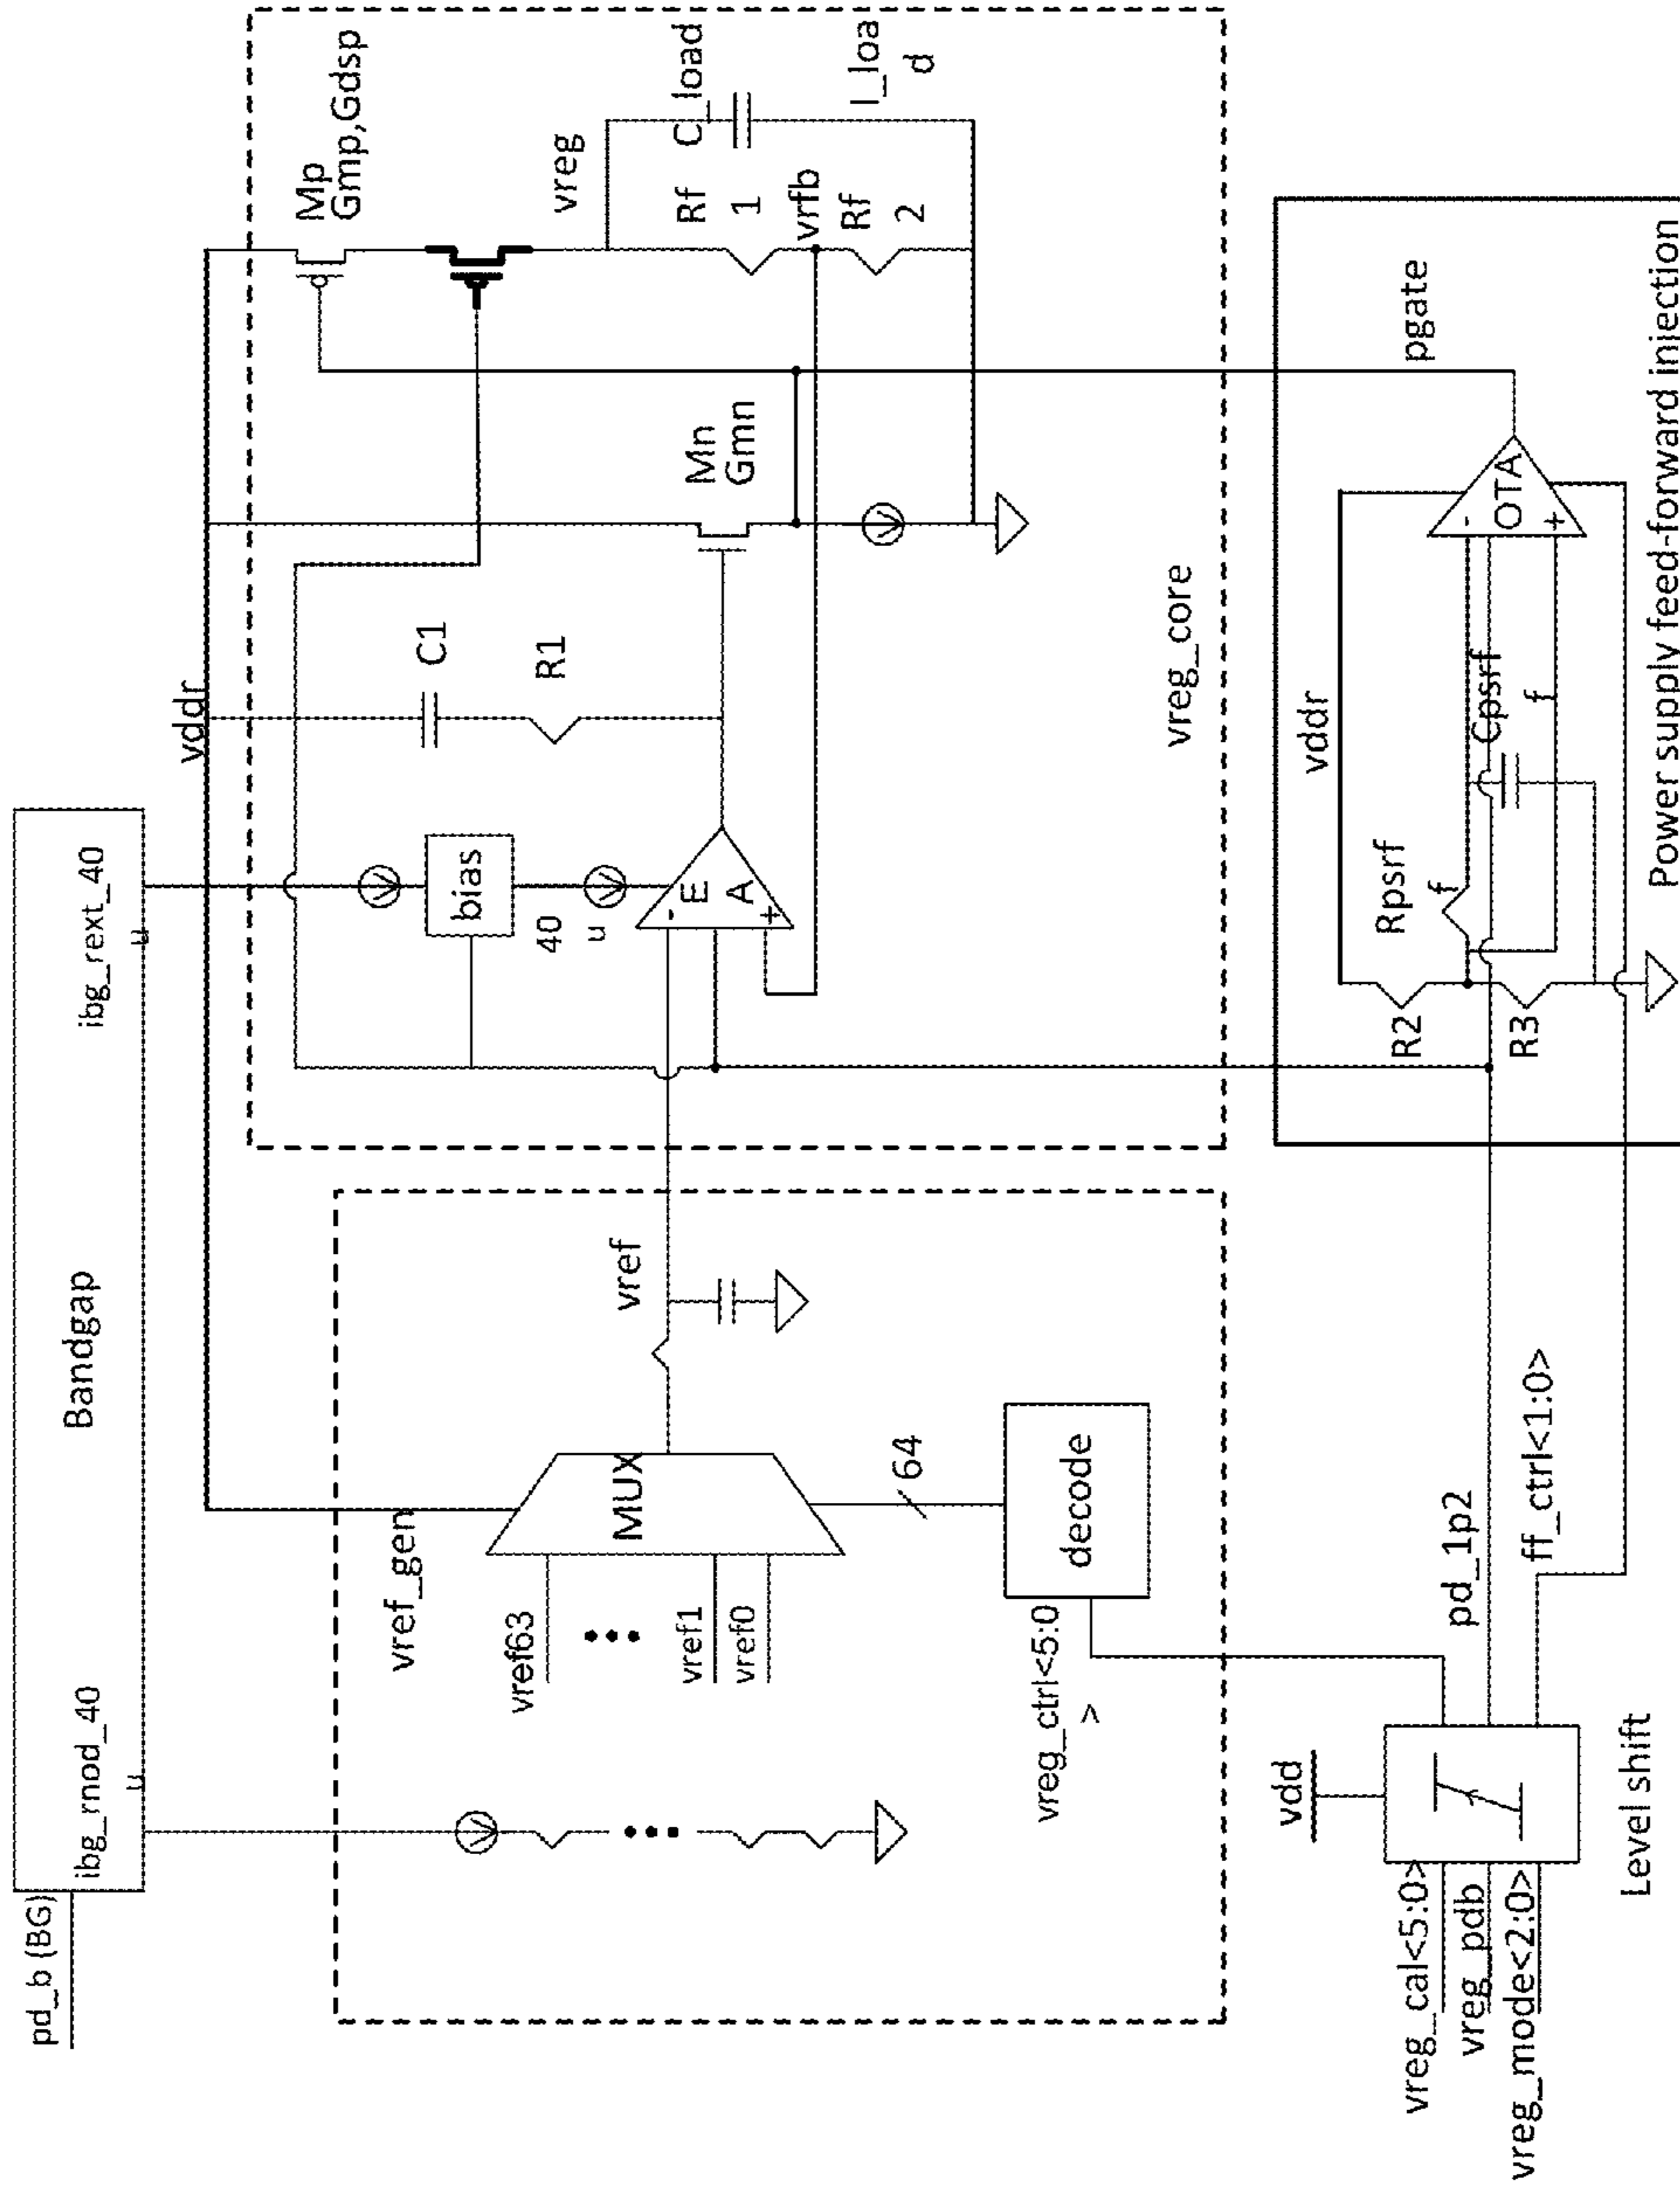 pd_b (BG)
Bandgap
ibg_rnod_40
u
ibg_rext_40
u
vddr
vref_gen
vref63
vref1
vref0
MUX
64
decode
vreg_ctrl<5:0
>
vref
bias
40
u
-
E
A
+
C1
R1
Mn
Gmn
Mp
Gmp,Gdsp
vreg
Rf
1
vrfb
Rf
2
C_load
I_loa
d
vreg_core
vdd
vreg_cal<5:0>
vreg_pdb
vreg_mode<2:0>
Level shift
pd_1p2
ff_ctrl<1:0>
vddr
R2
R3
Rpsrf
f
Cpsrf
f
-
OTA
+
pgate
Power supply feed-forward injection